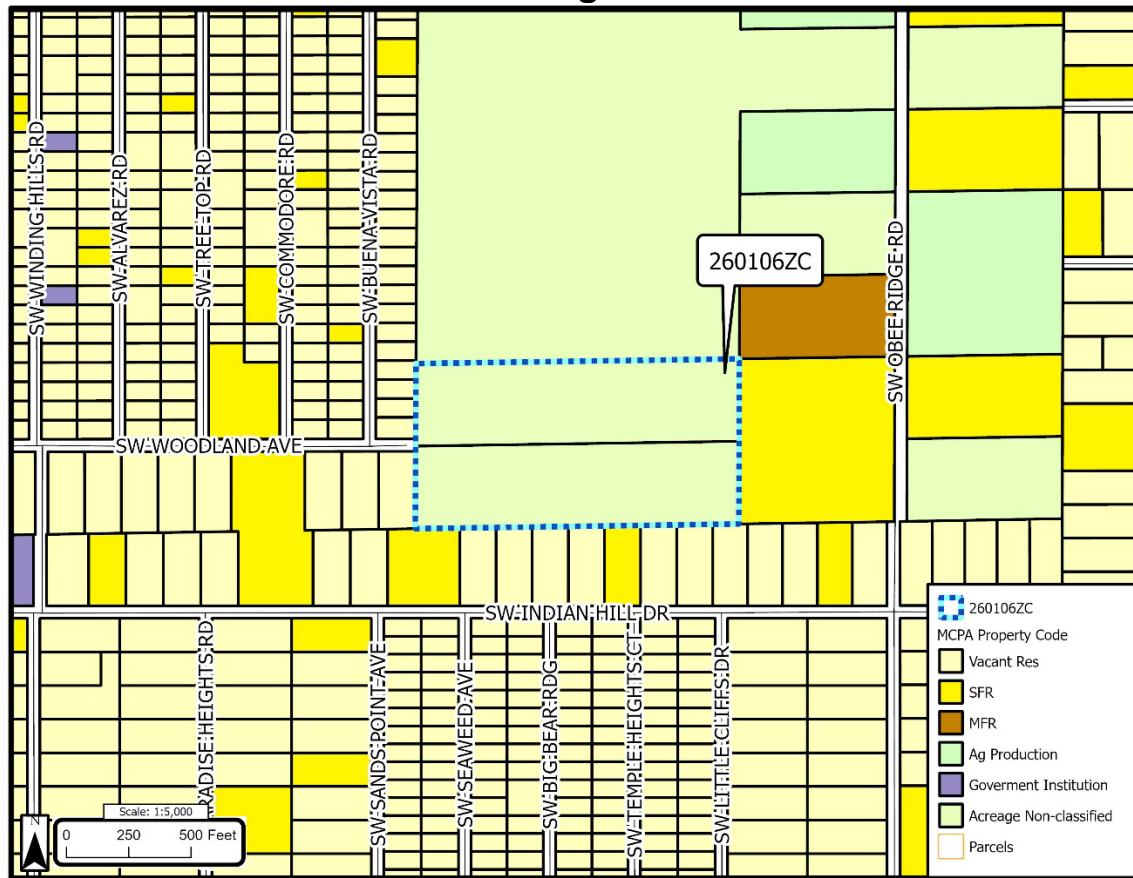 SW WINDING HILLS RD
SW ALVAREZ RD
SW TREE TOP RD
SW COMMODORE RD
SW BUENA VISTA RD
260106ZC
SW OBEE RIDGE RD
SW WOODLAND AVE
SW INDIAN HILL DR
RADISE HEIGHTS RD
SW SANDS POINT AVE
SW SEAWEED AVE
SW BIG BEAR RDG
SW TEMPLE HEIGHTS CT
SW LITTLE CLIFFS DR
260106ZC
MCPA Property Code
Vacant Res
SFR
MFR
Ag Production
Goverment Institution
Acreage Non-classified
Parcels
N
Scale: 1:5,000
0 250 500 Feet